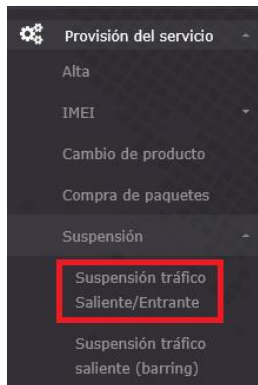 Provisión del servicio
Alta
IMEI
Cambio de producto
Compra de paquetes
Suspensión
Suspensión tráfico
Saliente/Entrante
Suspensión tráfico
saliente (barring)